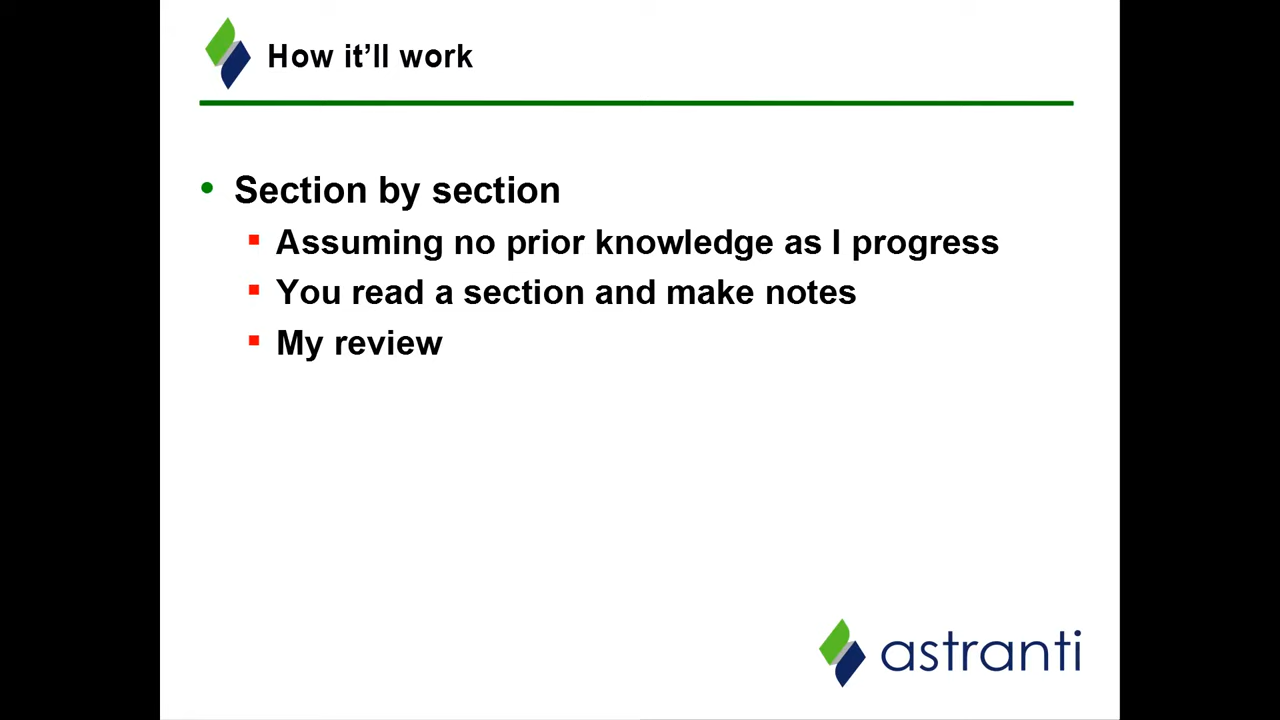 How it’ll work
• Section by section
▪ Assuming no prior knowledge as I progress
▪ You read a section and make notes
▪ My review
astranti